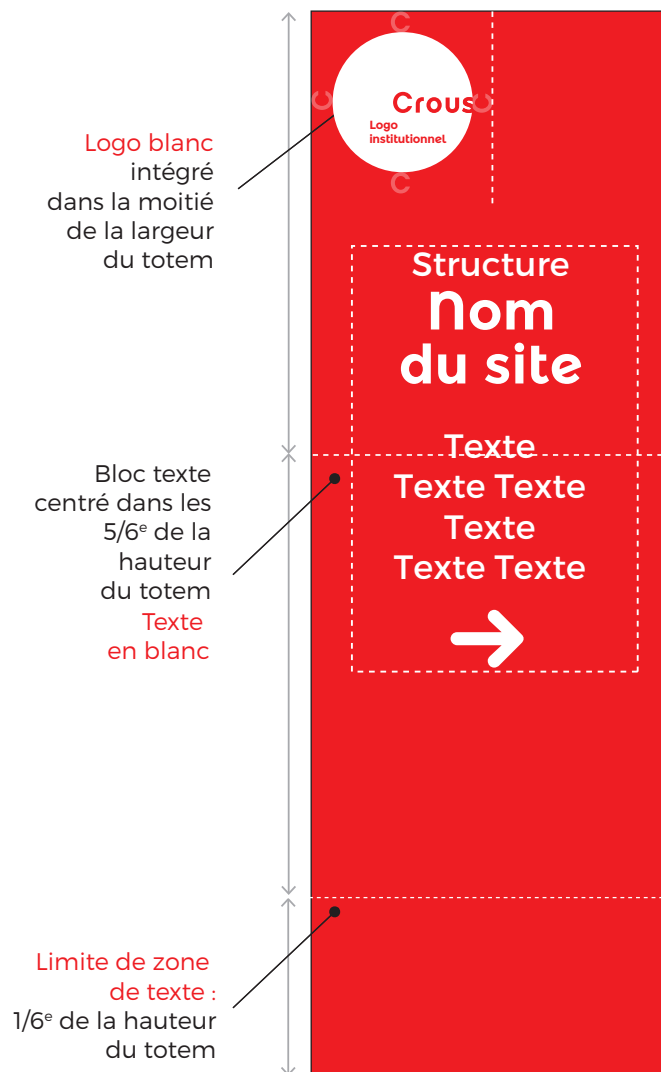 C
C Crous C
Logo
institutionnel
C
Logo blanc
intégré
dans la moitié
de la largeur
du totem
Structure
Nom
du site
Texte
Texte Texte
Texte
Texte Texte
Bloc texte
centré dans les
5/6e de la
hauteur
du totem
Texte
en blanc
Limite de zone
de texte :
1/6e de la hauteur
du totem